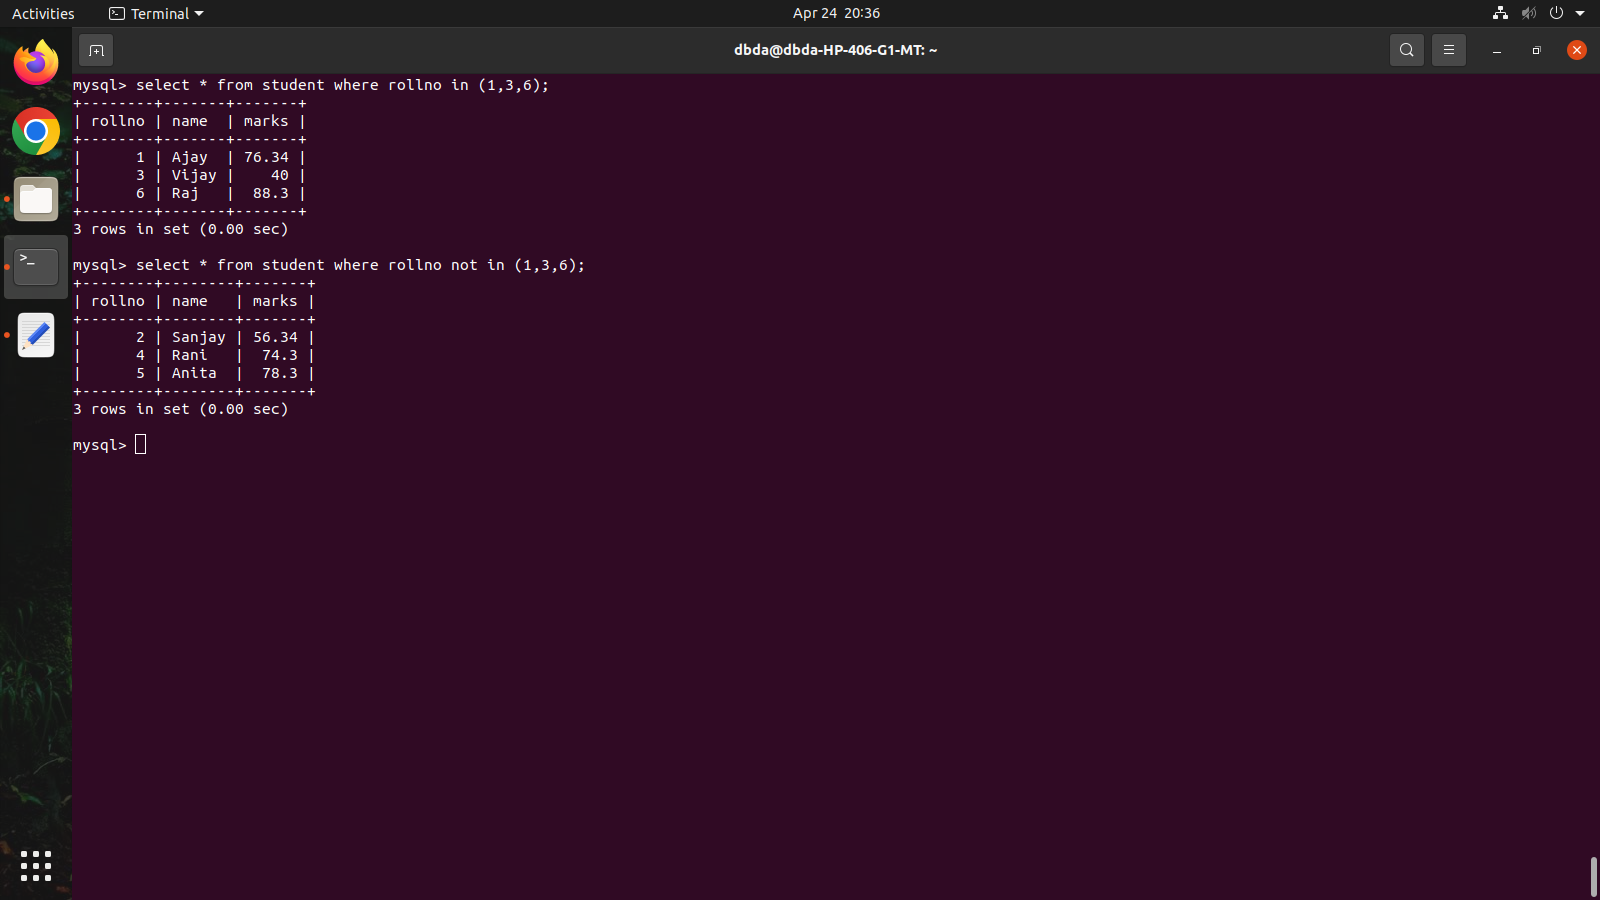 Activities Terminal Apr 24 20:36
dbda@dbda-HP-406-G1-MT: ~
mysql> select * from student where rollno in (1,3,6);
+--------+-------+-------+
| rollno | name  | marks |
+--------+-------+-------+
|      1 | Ajay  | 76.34 |
|      3 | Vijay |    40 |
|      6 | Raj   |  88.3 |
+--------+-------+-------+
3 rows in set (0.00 sec)

mysql> select * from student where rollno not in (1,3,6);
+--------+--------+-------+
| rollno | name   | marks |
+--------+--------+-------+
|      2 | Sanjay | 56.34 |
|      4 | Rani   |  74.3 |
|      5 | Anita  |  78.3 |
+--------+--------+-------+
3 rows in set (0.00 sec)

mysql>